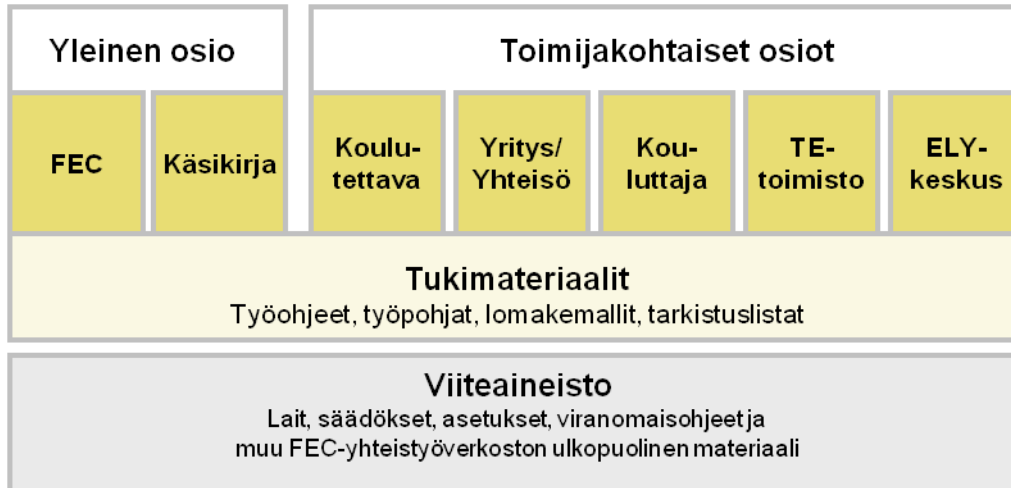 Yleinen osio
Toimijakohtaiset osiot
FEC
Käsikirja
Koulu-
tettava
Yritys/
Yhteisö
Kou-
luttaja
TE-
toimisto
ELY-
keskus
Tukimateriaalit
Työohjeet, työpohjat, lomakemallit, tarkistuslistat
Viiteaineisto
Lait, säädökset, asetukset, viranomaisohjeet ja
muu FEC-yhteistyöverkoston ulkopuolinen materiaali